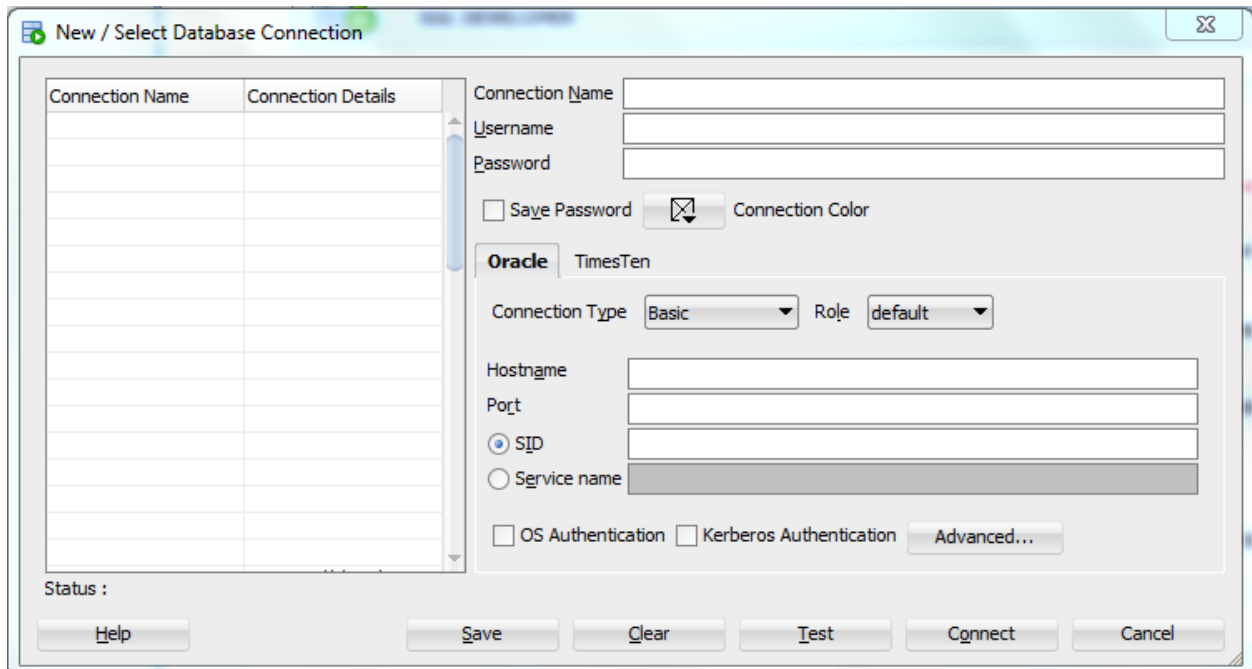 SQL DEVELOPER
New / Select Database Connection
Connection Name Connection Details
Connection Name
Username
Password
Save Password Connection Color
Oracle TimesTen
Connection Type Basic Role default
Hostname
Port
SID
Service name
OS Authentication Kerberos Authentication Advanced...
Status :
Help Save Clear Test Connect Cancel